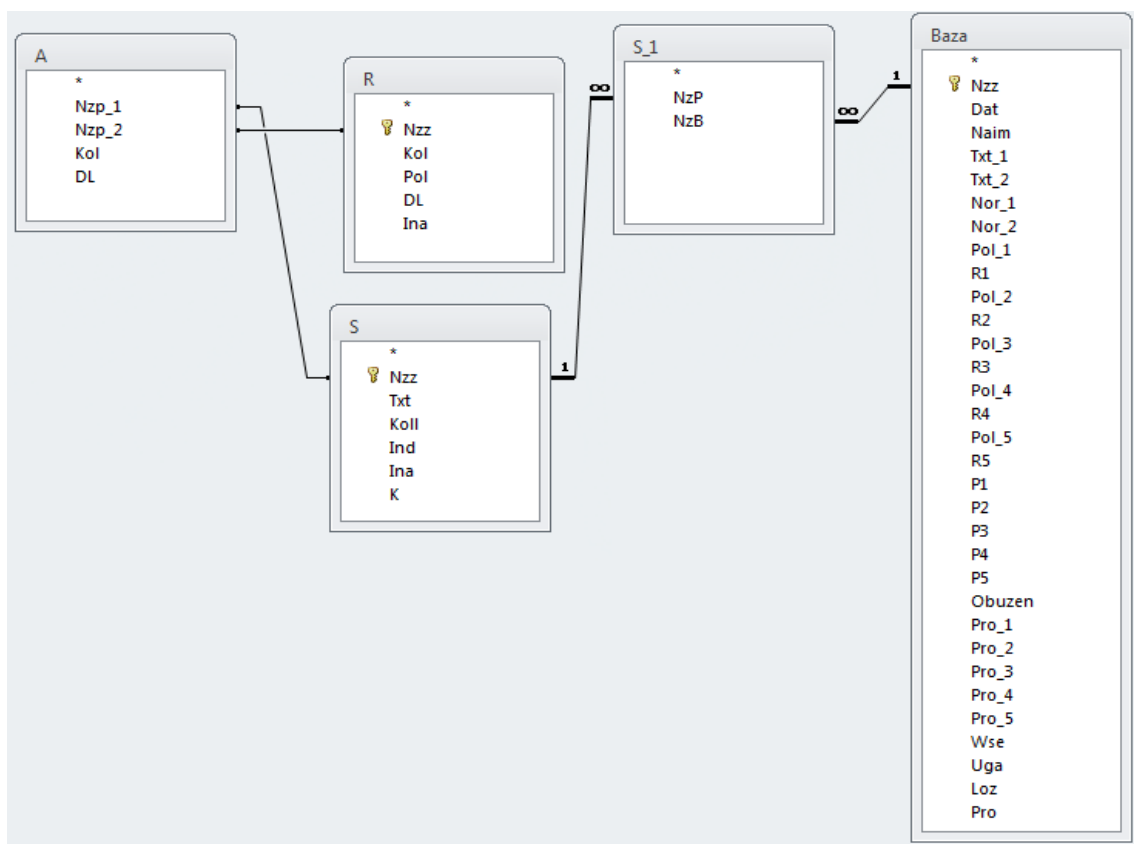 A
*
Nzp_1
Nzp_2
Kol
DL
R
*
Nzz
Kol
Pol
DL
Ina
S
*
Nzz
Txt
Koll
Ind
Ina
K
1
S_1
*
NzP
NzB
∞
∞
1
Baza
*
Nzz
Dat
Naim
Txt_1
Txt_2
Nor_1
Nor_2
Pol_1
R1
Pol_2
R2
Pol_3
R3
Pol_4
R4
Pol_5
R5
P1
P2
P3
P4
P5
Obuzen
Pro_1
Pro_2
Pro_3
Pro_4
Pro_5
Wse
Uga
Loz
Pro